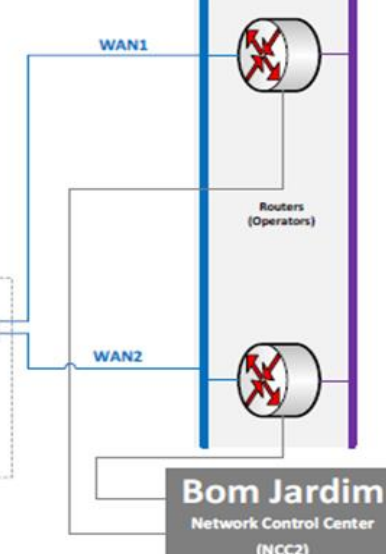 WAN1
Routers
(Operators)
WAN2
Bom Jardim
Network Control Center
(NCC2)